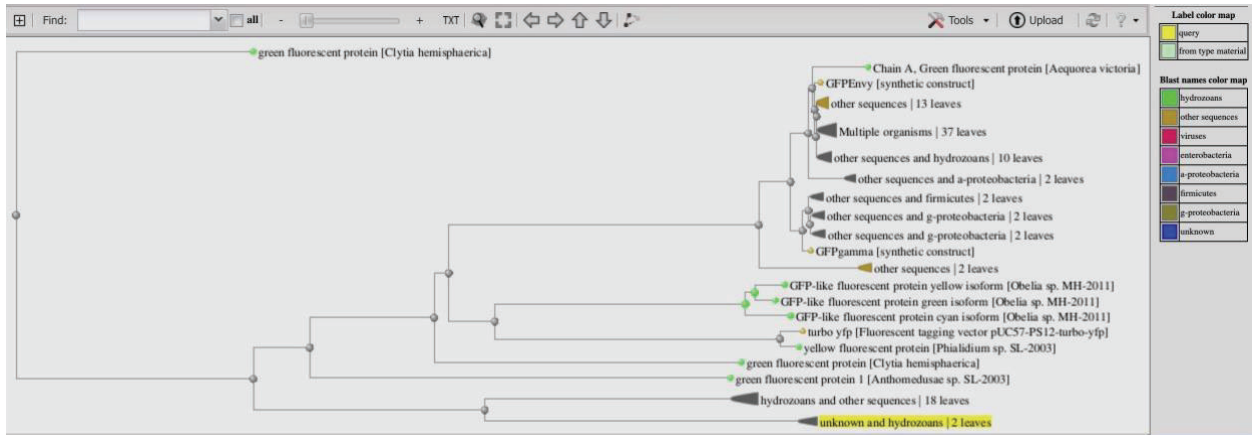 Find: all - + TXT Tools Upload ?
green fluorescent protein [Clytia hemisphaerica]
Chain A, Green fluorescent protein [Aequorea victoria]
GFPEnvy [synthetic construct]
other sequences | 13 leaves
Multiple organisms | 37 leaves
other sequences and hydrozoans | 10 leaves
other sequences and a-proteobacteria | 2 leaves
other sequences and firmicutes | 2 leaves
other sequences and g-proteobacteria | 2 leaves
other sequences and g-proteobacteria | 2 leaves
GFPgamma [synthetic construct]
other sequences | 2 leaves
GFP-like fluorescent protein yellow isoform [Obelia sp. MH-2011]
GFP-like fluorescent protein green isoform [Obelia sp. MH-2011]
GFP-like fluorescent protein cyan isoform [Obelia sp. MH-2011]
turbo yfp [Fluorescent tagging vector pUC57-PS12-turbo-yfp]
yellow fluorescent protein [Phialidium sp. SL-2003]
green fluorescent protein [Clytia hemisphaerica]
green fluorescent protein 1 [Anthomedusae sp. SL-2003]
hydrozoans and other sequences | 18 leaves
unknown and hydrozoans | 2 leaves
Label color map
query
from type material
Blast names color map
hydrozoans
other sequences
viruses
enterobacteria
a-proteobacteria
firmicutes
g-proteobacteria
unknown